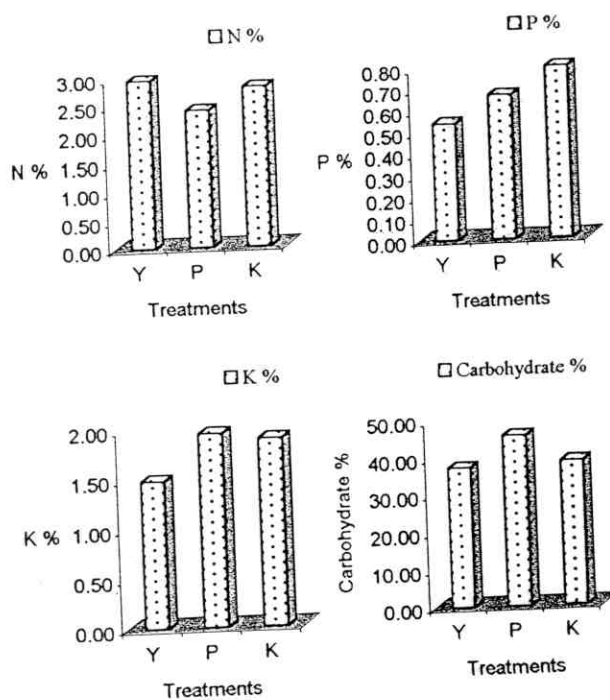 N %
3.00
2.50
2.00
1.50
1.00
0.50
0.00
N %
Y P K
Treatments
P %
0.80
0.70
0.60
0.50
0.40
0.30
0.20
0.10
0.00
P %
Y P K
Treatments
K %
2.00
1.50
1.00
0.50
0.00
K %
Y P K
Treatments
Carbohydrate %
50.00
40.00
30.00
20.00
10.00
0.00
Carbohydrate %
Y P K
Treatments